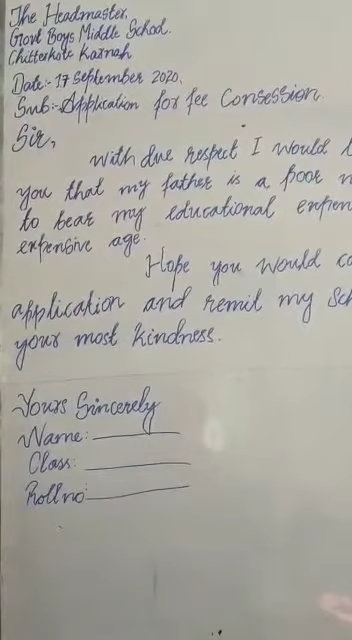 The Headmaster,
Govt Boys Middle School.
Chitterkote Karnah
Date:- 17 September 2020.
Sub:- Application for fee Consession
Sir,
With due respect I would
you that my father is a poor
to bear my educational
expensive age.
Hope you would
application and remit my
your most kindness.
Yours Sincerely
Name:
Class:
Roll no: